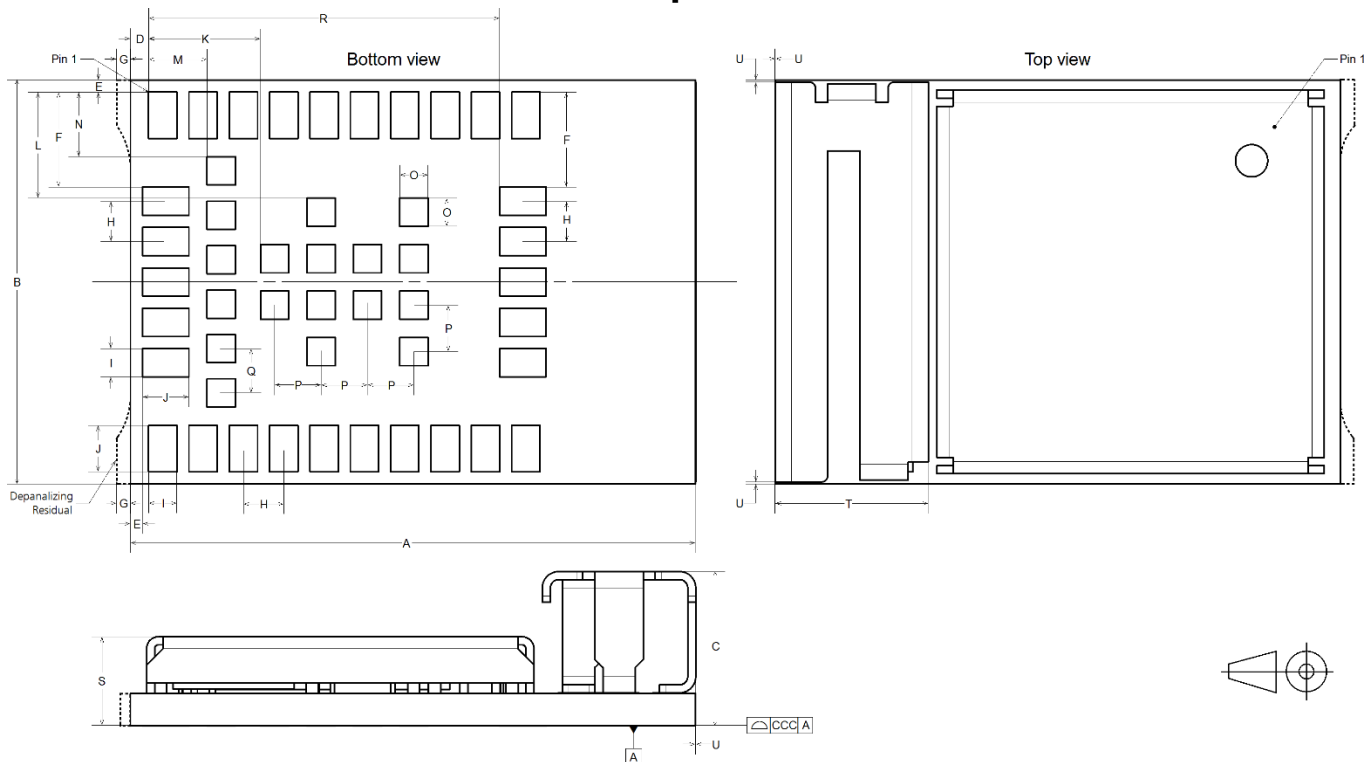 R
D K
G M
Pin 1
Bottom view
U U
Top view
Pin 1
E
N
F
L
F
O
O
H
H
B
P
I
Q
P P P
J
J
Depanalizing
Residual
G I H
E
U
T
A
C
S
CCC A
A
U